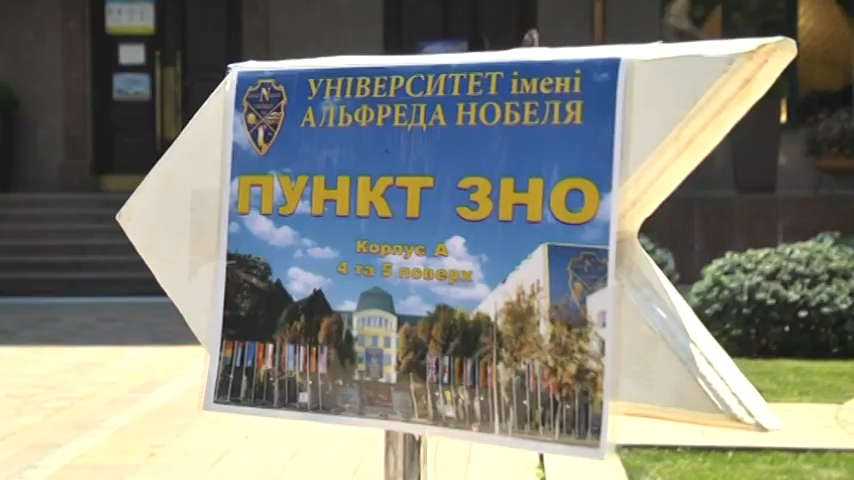 УНІВЕРСИТЕТ імені
АЛЬФРЕДА НОБЕЛЯ
N
ПУНКТ ЗНО
Корпус А
4 та 5 поверх